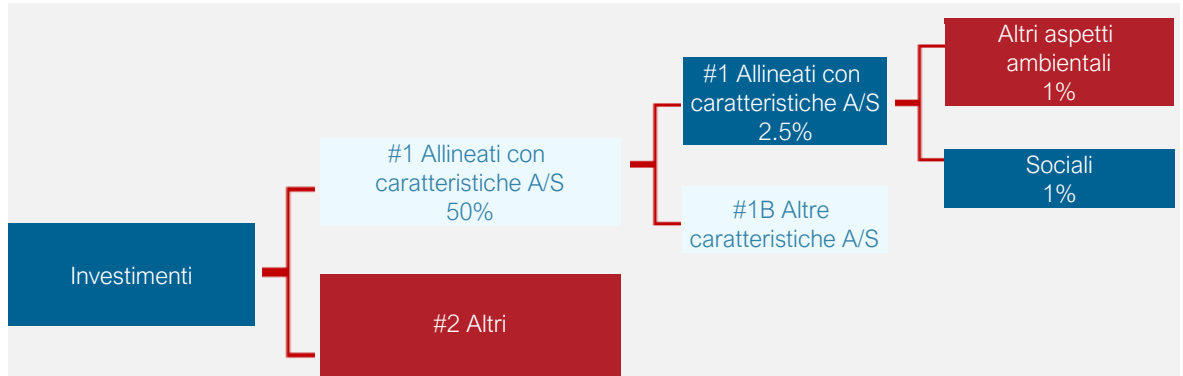 Investimenti
#1 Allineati con
caratteristiche A/S
50%
#2 Altri
#1 Allineati con
caratteristiche A/S
2.5%
#1B Altre
caratteristiche A/S
Altri aspetti
ambientali
1%
Sociali
1%